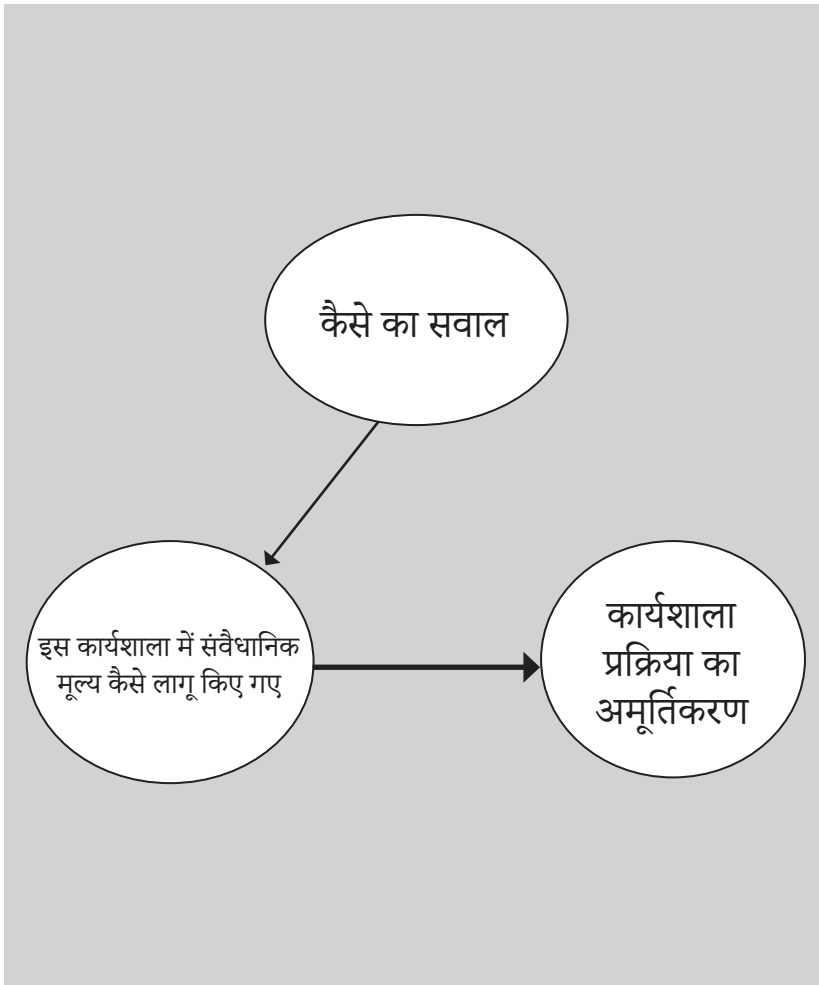 कैसे का सवाल
इस कार्यशाला में संवैधानिक
मूल्य कैसे लागू किए गए
कार्यशाला
प्रक्रिया का
अमूर्तिकरण